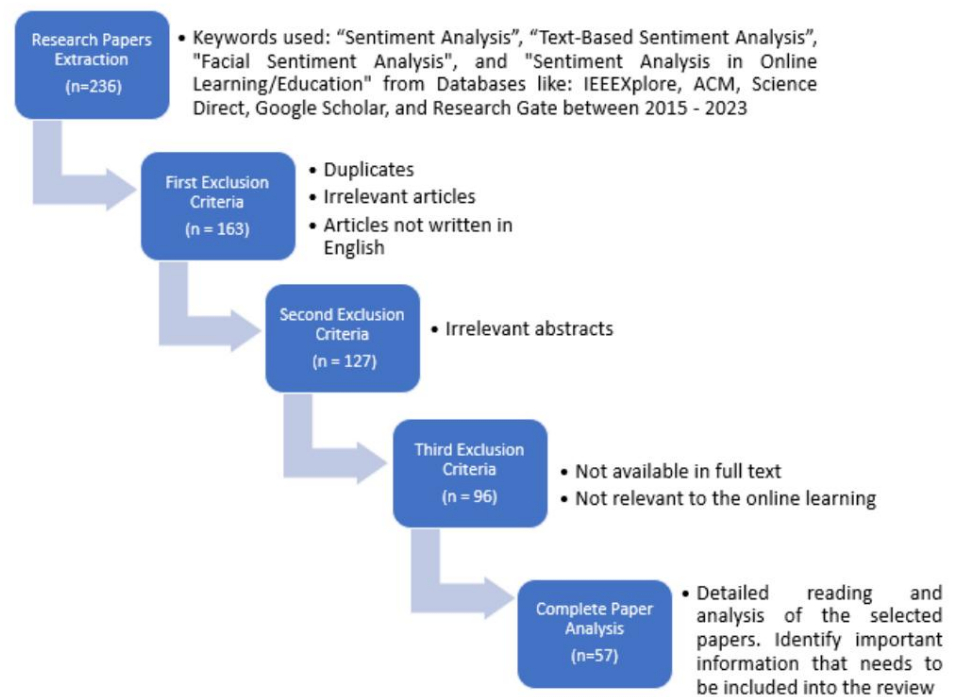 Research Papers
Extraction
(n=236)
• Keywords used: “Sentiment Analysis”, “Text-Based Sentiment Analysis”,
"Facial Sentiment Analysis", and "Sentiment Analysis in Online
Learning/Education" from Databases like: IEEEXplore, ACM, Science
Direct, Google Scholar, and Research Gate between 2015 - 2023
First Exclusion
Criteria
(n = 163)
• Duplicates
• Irrelevant articles
• Articles not written in
English
Second Exclusion
Criteria
(n = 127)
• Irrelevant abstracts
Third Exclusion
Criteria
(n = 96)
• Not available in full text
• Not relevant to the online learning
Complete Paper
Analysis
(n=57)
• Detailed reading and
analysis of the selected
papers. Identify important
information that needs to
be included into the review